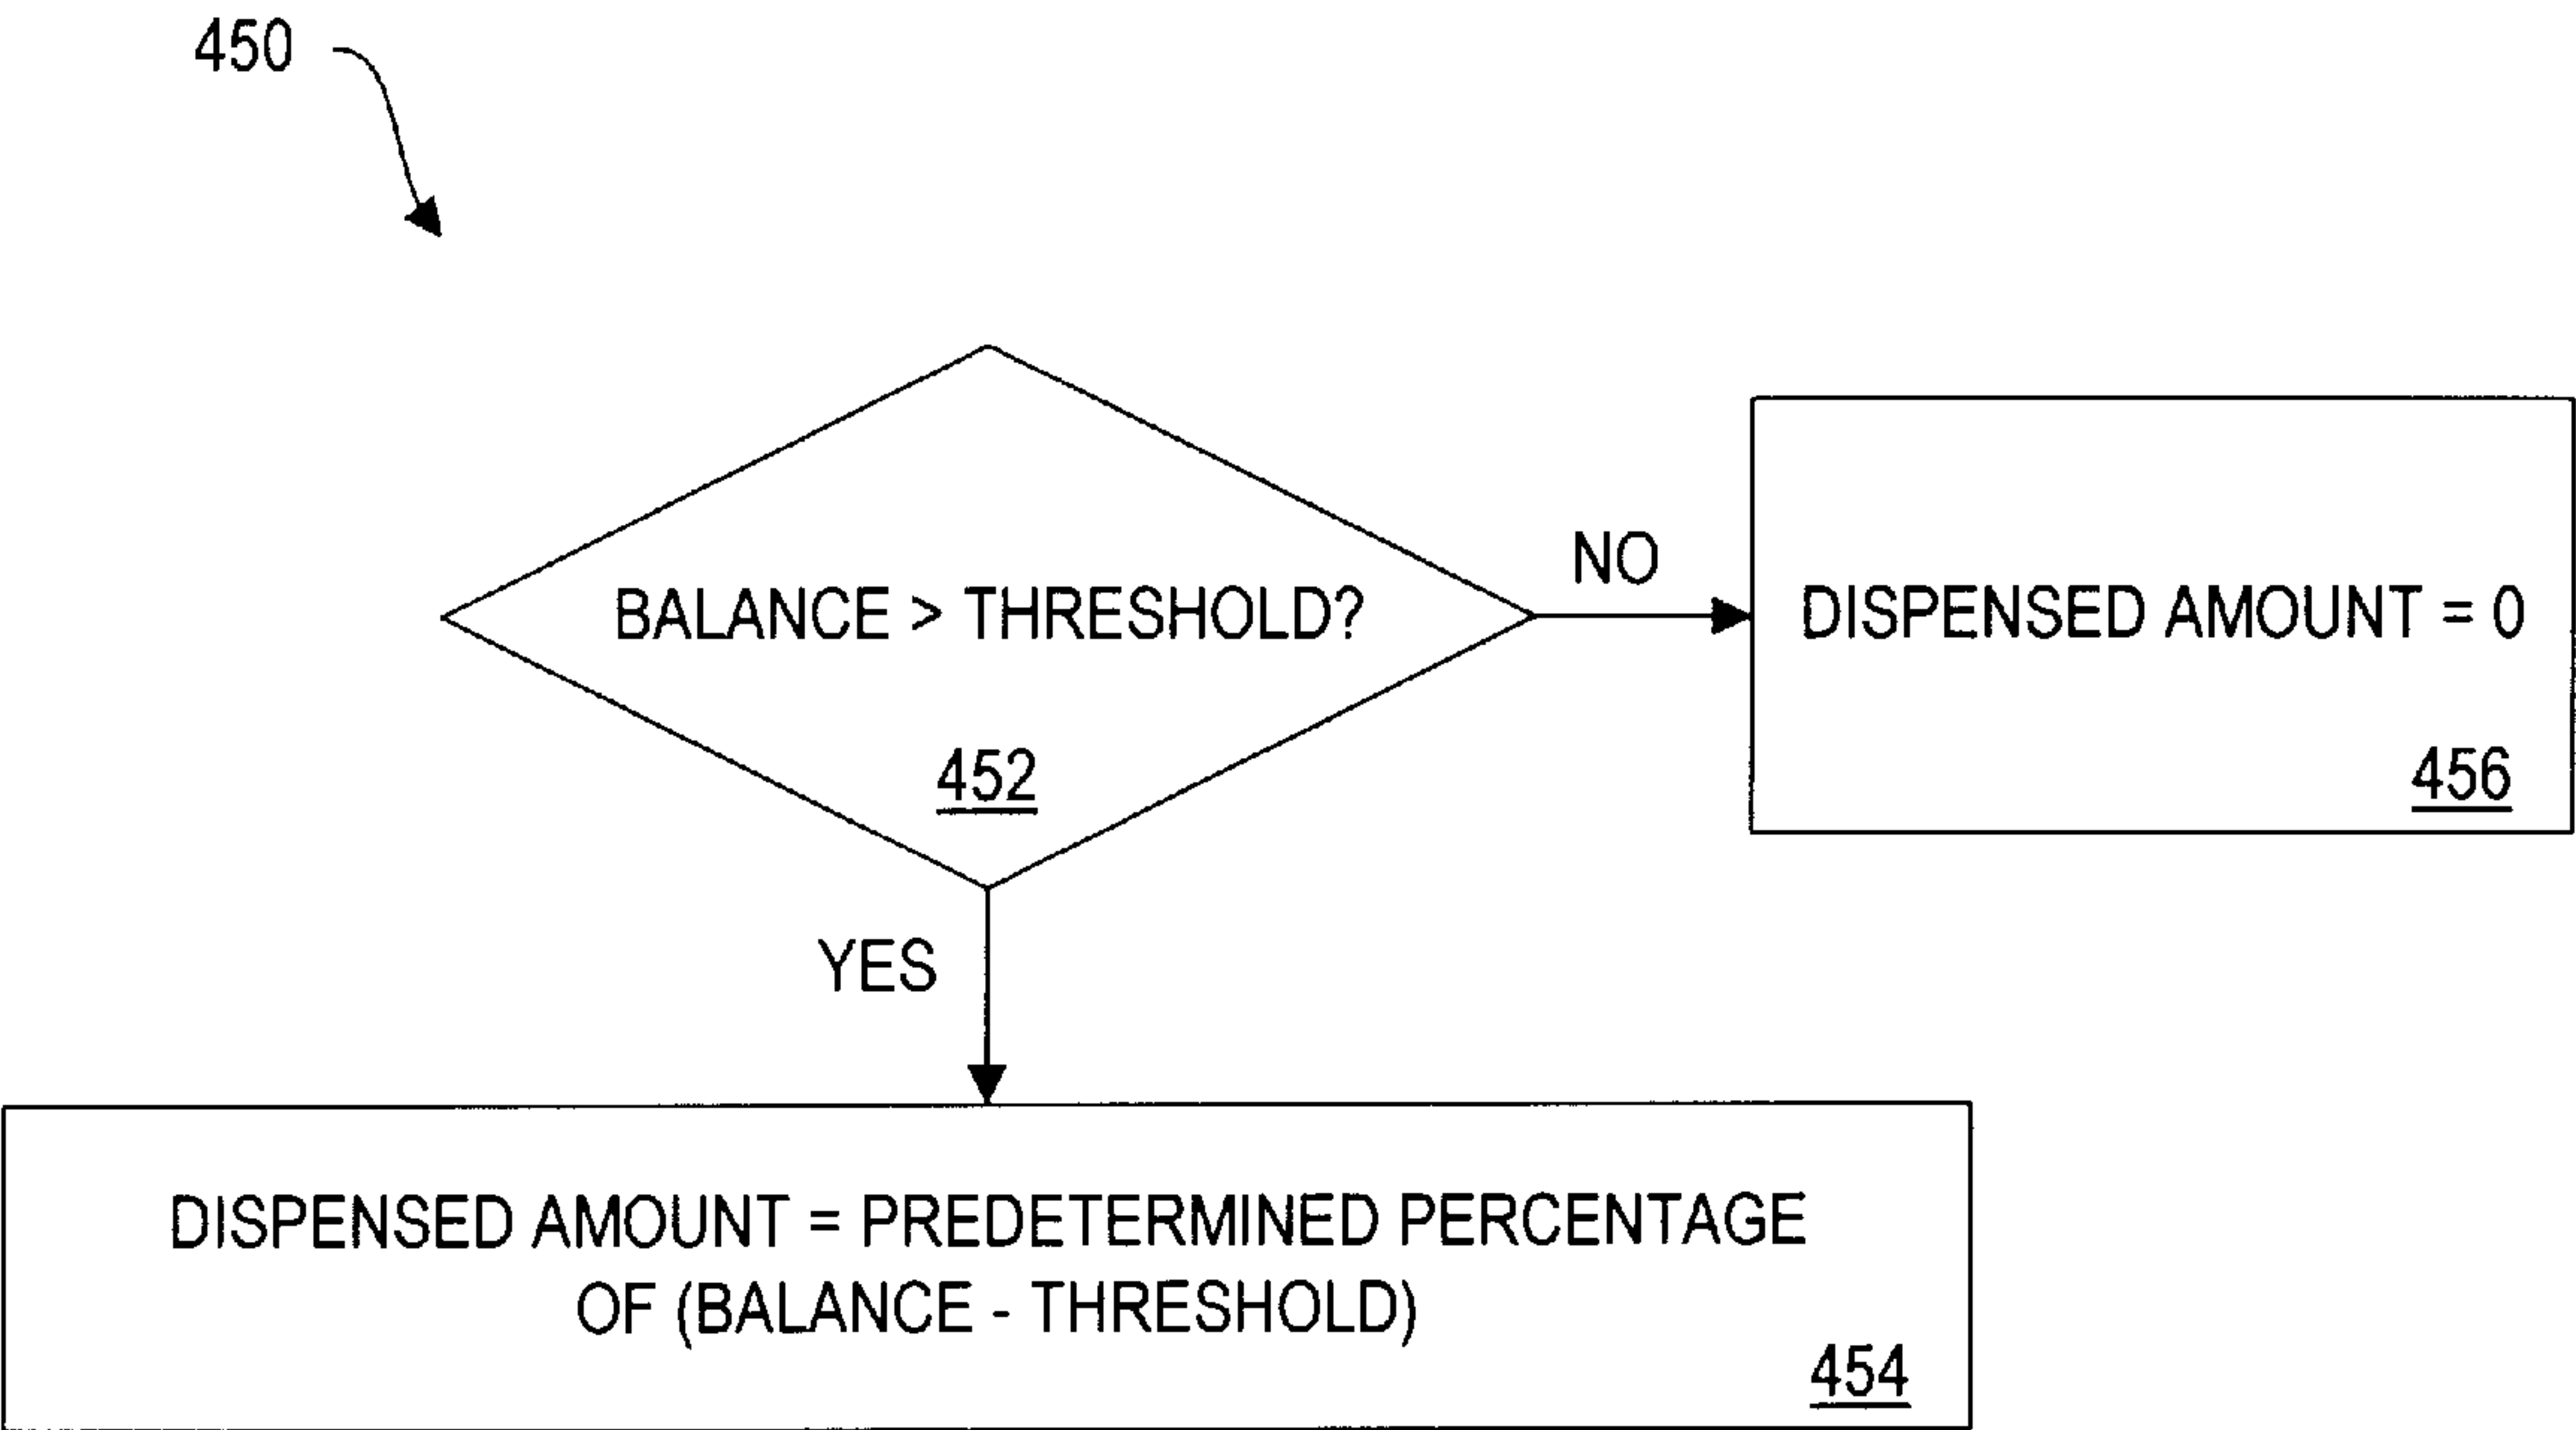 450
BALANCE > THRESHOLD?
452
NO
DISPENSED AMOUNT = 0
456
YES
DISPENSED AMOUNT = PREDETERMINED PERCENTAGE
OF (BALANCE - THRESHOLD)
454